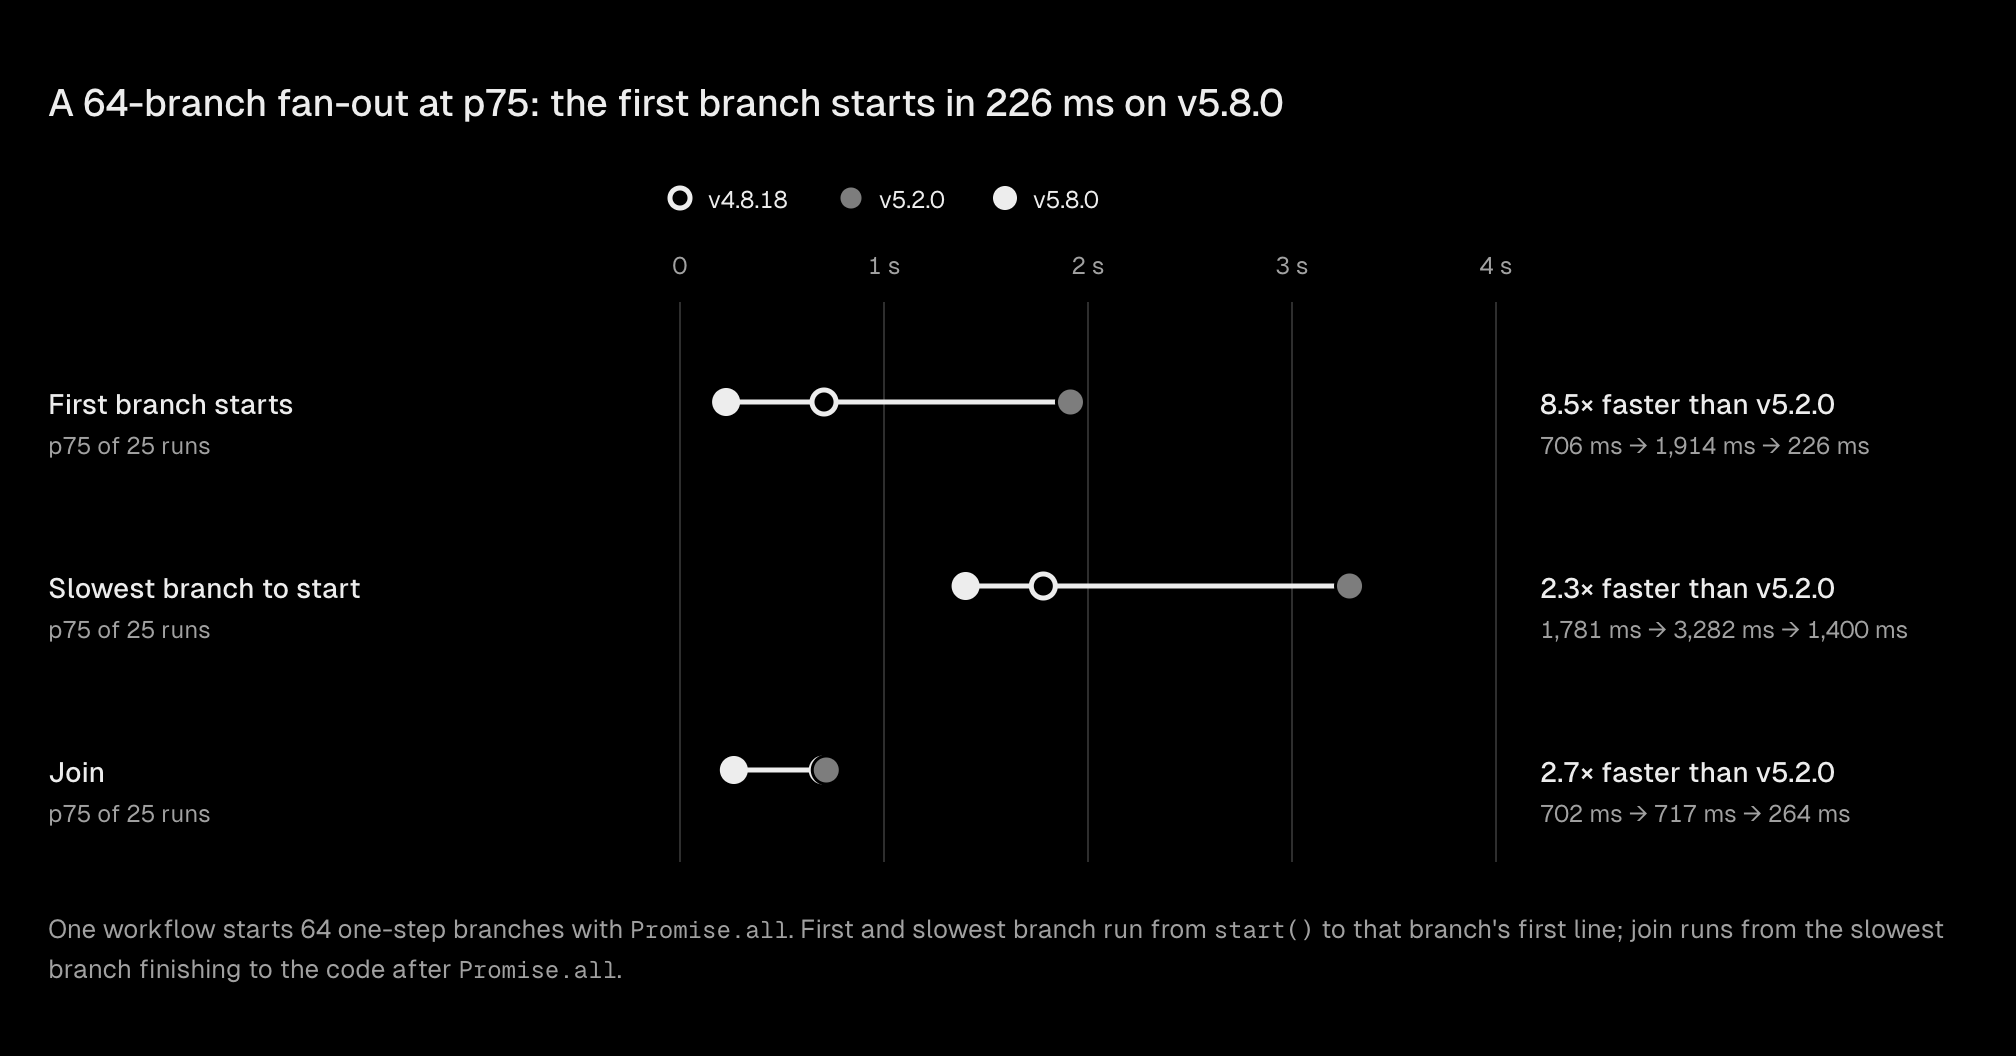 A 64-branch fan-out at p75: the first branch starts in 226 ms on v5.8.0
v4.8.18 v5.2.0 v5.8.0
0 1 s 2 s 3 s 4 s
First branch starts
p75 of 25 runs
8.5× faster than v5.2.0
706 ms → 1,914 ms → 226 ms
Slowest branch to start
p75 of 25 runs
2.3× faster than v5.2.0
1,781 ms → 3,282 ms → 1,400 ms
Join
p75 of 25 runs
2.7× faster than v5.2.0
702 ms → 717 ms → 264 ms
One workflow starts 64 one-step branches with Promise.all. First and slowest branch run from start() to that branch's first line; join runs from the slowest
branch finishing to the code after Promise.all.